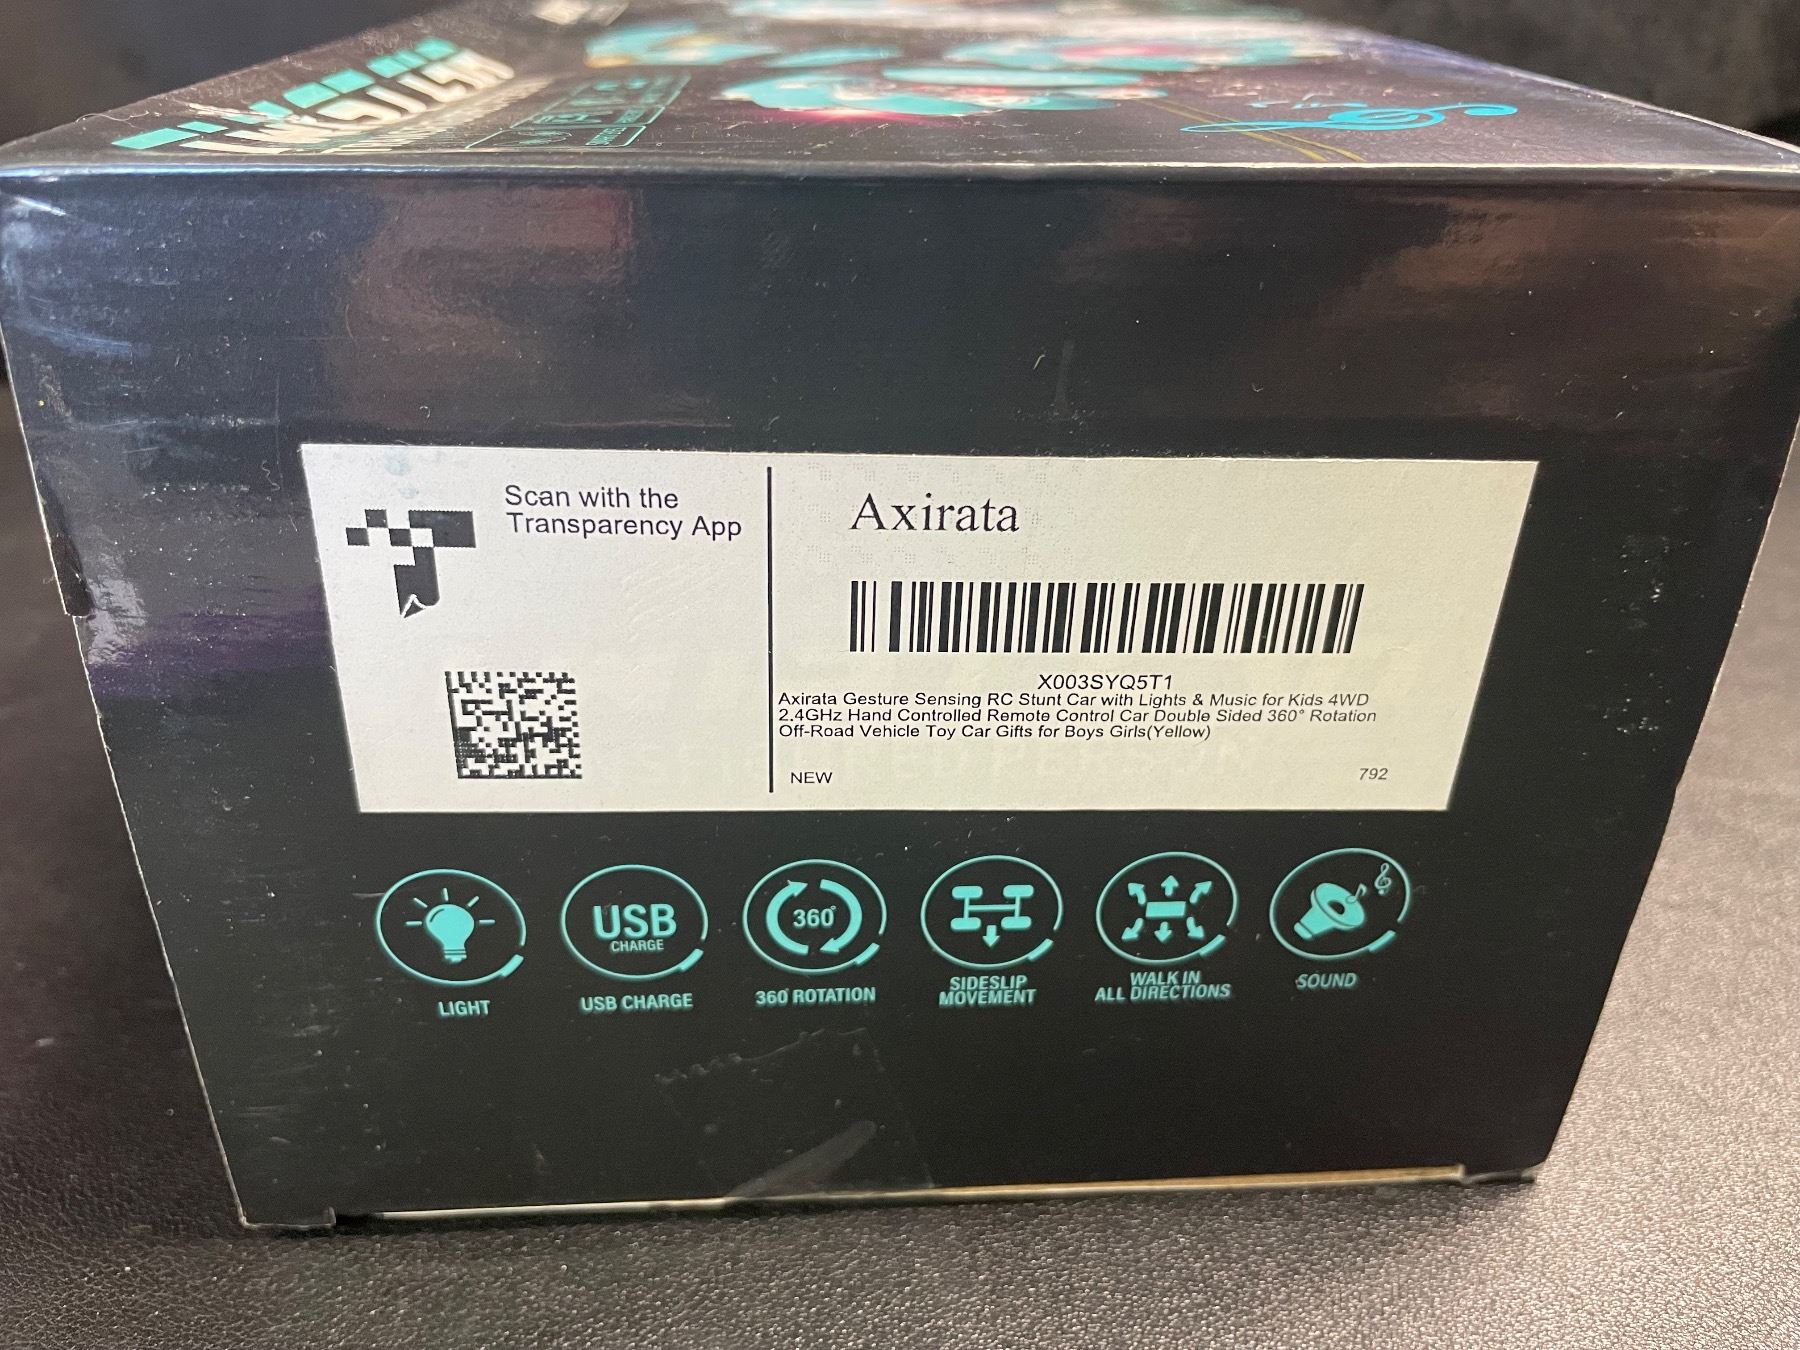 Scan with the
Transparency App
Axirata
X003SYQ5T1
Axirata Gesture Sensing RC Stunt Car with Lights & Music for Kids 4WD
2.4GHz Hand Controlled Remote Control Car Double Sided 360° Rotation
Off-Road Vehicle Toy Car Gifts for Boys Girls(Yellow)
NEW
792
USB
CHARGE
360°
LIGHT
USB CHARGE
360 ROTATION
SIDESLIP
MOVEMENT
WALK IN
ALL DIRECTIONS
SOUND